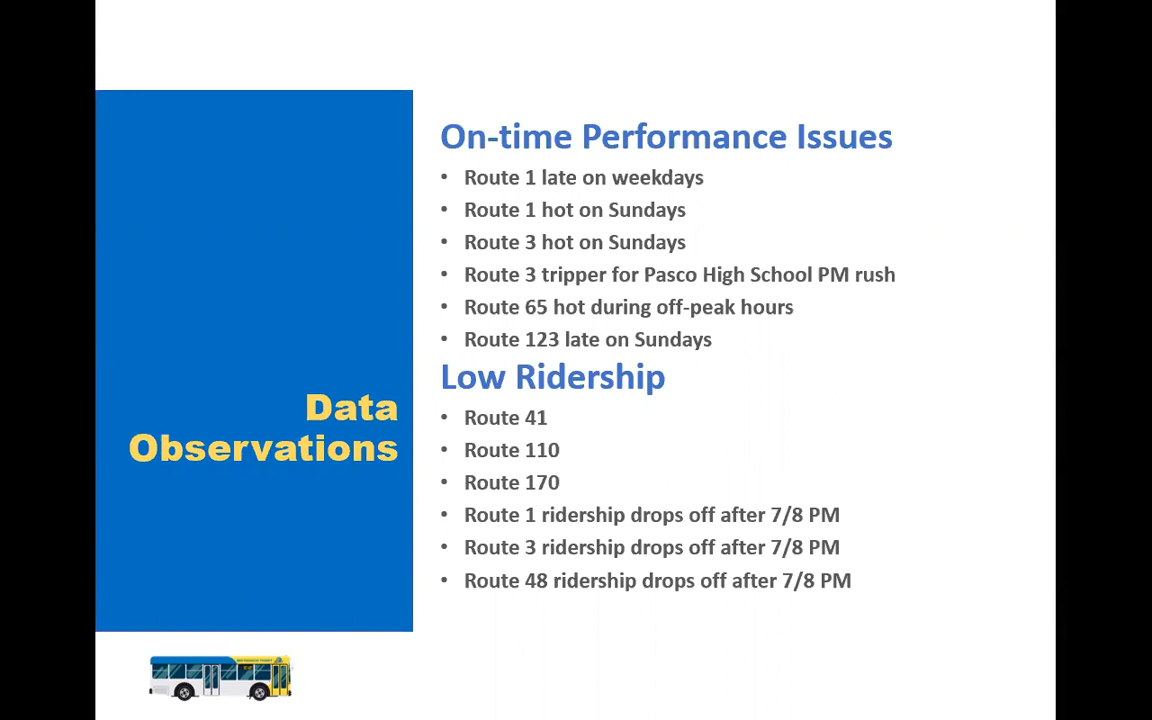 Data
Observations
On-time Performance Issues
• Route 1 late on weekdays
• Route 1 hot on Sundays
• Route 3 hot on Sundays
• Route 3 tripper for Pasco High School PM rush
• Route 65 hot during off-peak hours
• Route 123 late on Sundays
Low Ridership
• Route 41
• Route 110
• Route 170
• Route 1 ridership drops off after 7/8 PM
• Route 3 ridership drops off after 7/8 PM
• Route 48 ridership drops off after 7/8 PM